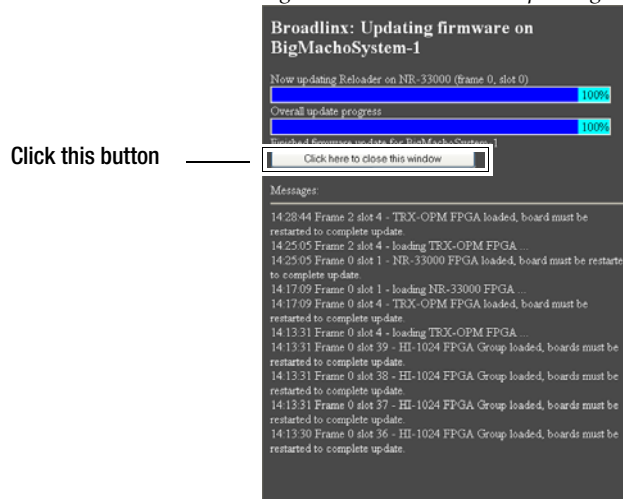 Broadlinx: Updating firmware on
BigMachoSystem-1
Now updating Reloader on NR-33000 (frame 0, slot 0)
100%
Overall update progress
100%
Finished firmware update for BigMachoSystem-1
Click this button
Click here to close this window
Messages:
14:28:44 Frame 2 slot 4 - TRX-OPM FPGA loaded, board must be
restarted to complete update.
14:25:05 Frame 2 slot 4 - loading TRX-OPM FPGA ...
14:25:05 Frame 0 slot 1 - NR-33000 FPGA loaded, board must be restarte
to complete update.
14:17:09 Frame 0 slot 1 - loading NR-33000 FPGA ...
14:17:09 Frame 0 slot 4 - TRX-OPM FPGA loaded, board must be
restarted to complete update.
14:13:31 Frame 0 slot 4 - loading TRX-OPM FPGA ...
14:13:31 Frame 0 slot 39 - HI-1024 FPGA Group loaded, boards must be
restarted to complete update.
14:13:31 Frame 0 slot 38 - HI-1024 FPGA Group loaded, boards must be
restarted to complete update.
14:13:31 Frame 0 slot 37 - HI-1024 FPGA Group loaded, boards must be
restarted to complete update.
14:13:30 Frame 0 slot 36 - HI-1024 FPGA Group loaded, boards must be
restarted to complete update.